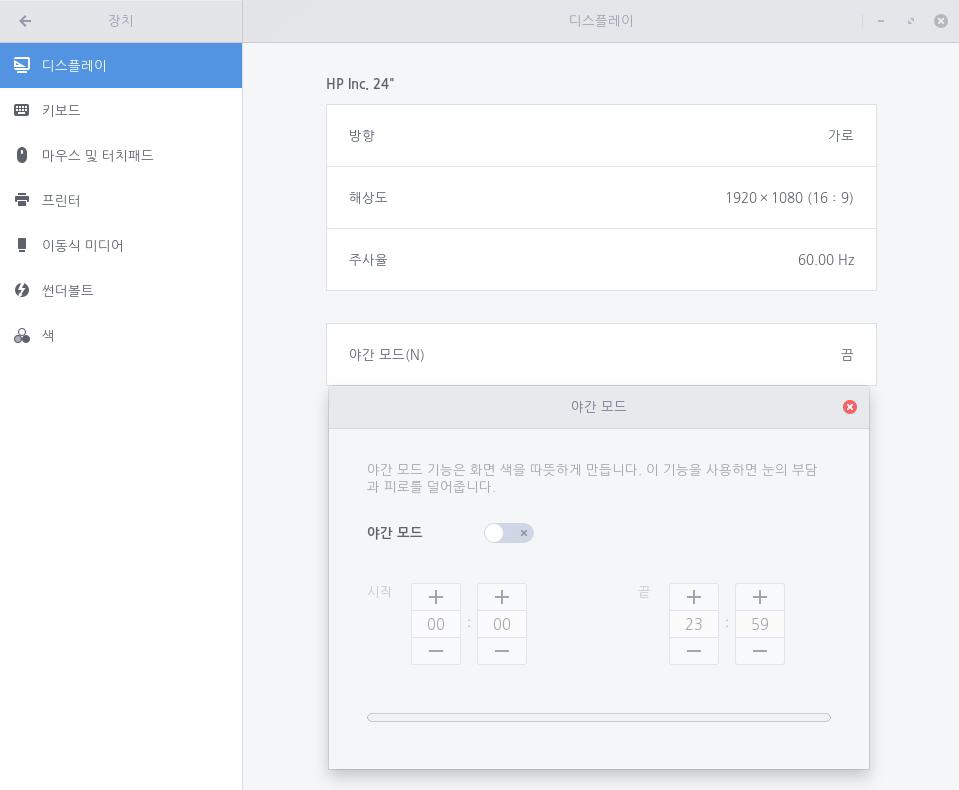 장치
디스플레이
디스플레이
키보드
마우스 및 터치패드
프린터
이동식 미디어
썬더볼트
색
HP Inc. 24"
방향 가로
해상도 1920 × 1080 (16 : 9)
주사율 60.00 Hz
야간 모드(N) 끔
야간 모드
야간 모드 기능은 화면 색을 따뜻하게 만듭니다. 이 기능을 사용하면 눈의 부담
과 피로를 덜어줍니다.
야간 모드
시작 00 : 00 끝 23 : 59